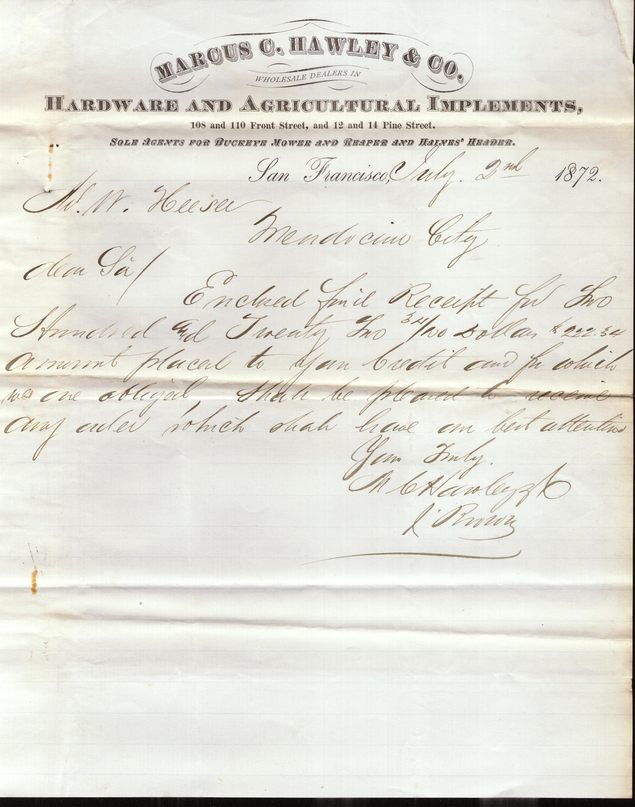 MARCUS C. HAWLEY & CO.
WHOLESALE DEALERS IN
HARDWARE AND AGRICULTURAL IMPLEMENTS,
108 and 110 Front Street, and 12 and 14 Pine Street.
SOLE AGENTS FOR BUCKEYE MOWER AND REAPER AND HAINES' HEADER.
San Francisco, July. 2nd 1872.
W. Heeser
Mendocino City
dear Sir/
Enclosed find Receipt for Two
Hundred and Twenty Two 34/100 Dollars $222.34
Amount placed to your Credit and for which
we are obliged, shall be pleased to receive
any order which shall have our best attention
Yours Truly.
M C Hawley & Co
J Brown